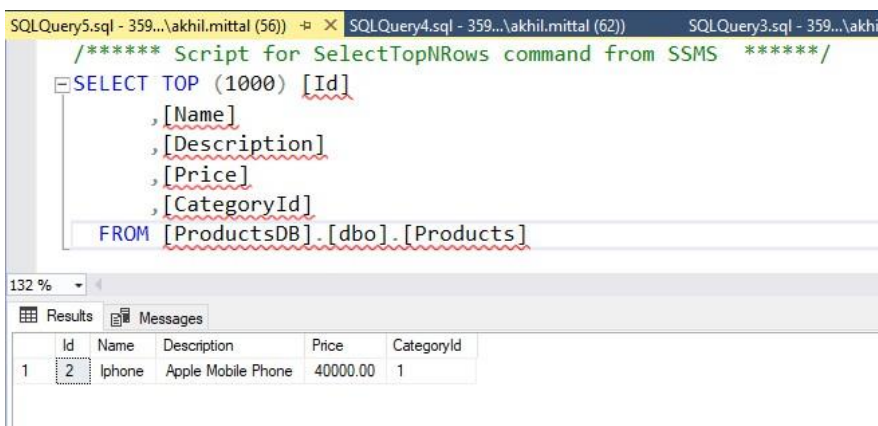 SQLQuery5.sql - 359...\akhil.mittal (56)) SQLQuery4.sql - 359...\akhil.mittal (62)) SQLQuery3.sql - 359...\akhi
/****** Script for SelectTopNRows command from SSMS ******/
SELECT TOP (1000) [Id]
,[Name]
,[Description]
,[Price]
,[CategoryId]
FROM [ProductsDB].[dbo].[Products]
132 %
Results Messages
Id Name Description Price CategoryId
1 2 Iphone Apple Mobile Phone 40000.00 1